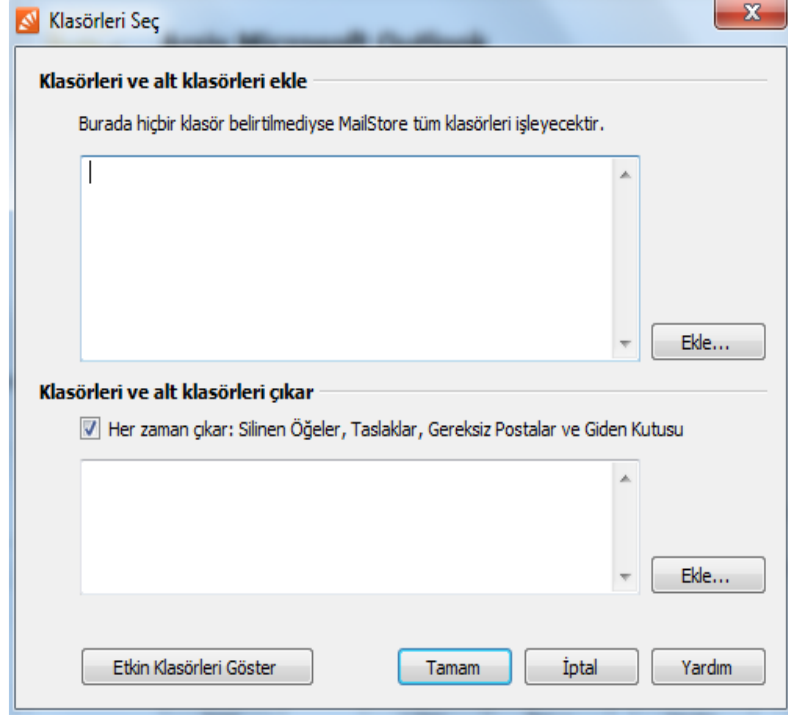 Klasörleri Seç
Klasörleri ve alt klasörleri ekle
Burada hiçbir klasör belirtilmediyse MailStore tüm klasörleri işleyecektir.
Ekle...
Klasörleri ve alt klasörleri çıkar
Her zaman çıkar: Silinen Öğeler, Taslaklar, Gereksiz Postalar ve Giden Kutusu
Ekle...
Etkin Klasörleri Göster Tamam İptal Yardım